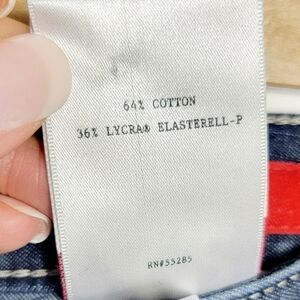 64% COTTON
36% LYCRA® ELASTERELL-P
RN#55285